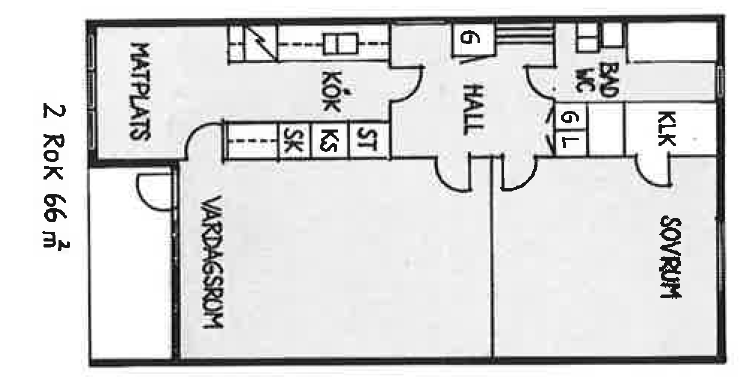 2 RoK 66 m²
MATPLATS
KÖK
SK
KS
ST
VARDAGSRUM
HALL
G
BAD
WC
G
L
KLK
SOVRUM